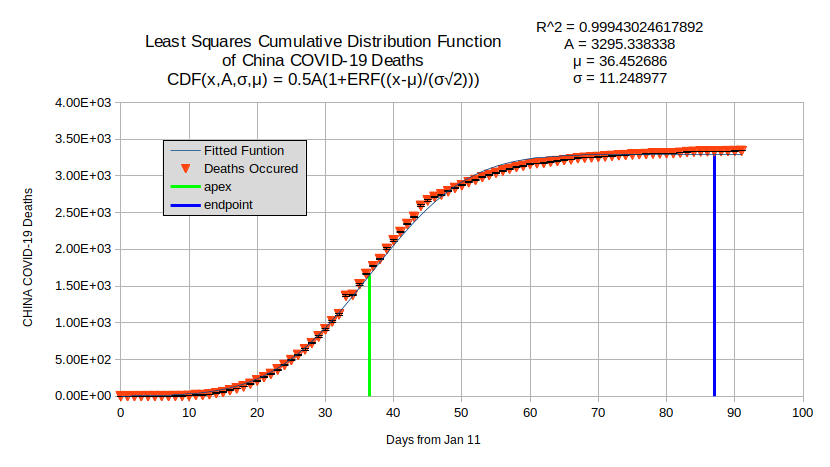 Least Squares Cumulative Distribution Function
of China COVID-19 Deaths
CDF(x,A,σ,μ) = 0.5A(1+ERF((x-μ)/(σ√2)))
R^2 = 0.99943024617892
A = 3295.338338
μ = 36.452686
σ = 11.248977
4.00E+03
3.50E+03
3.00E+03
2.50E+03
2.00E+03
1.50E+03
1.00E+03
5.00E+02
0.00E+00
CHINA COVID-19 Deaths
Fitted Funtion
Deaths Occured
apex
endpoint
0 10 20 30 40 50 60 70 80 90 100
Days from Jan 11